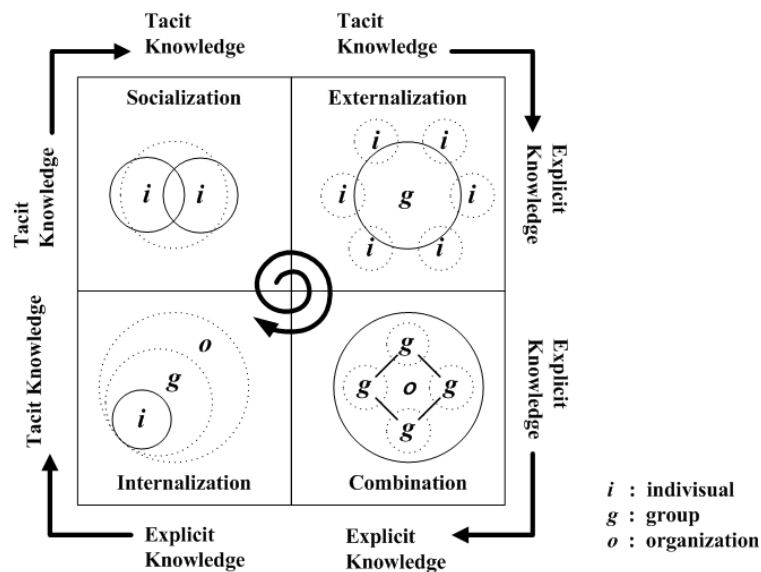 Tacit
Knowledge
Tacit
Knowledge
Tacit
Knowledge
Socialization
Externalization
i
i
i
i
i
g
i
i
i
Explicit
Knowledge
Tacit Knowledge
o
g
i
Internalization
g
g
o
g
g
Combination
Explicit
Knowledge
Explicit
Knowledge
Explicit
Knowledge
i : indivisual
g : group
o : organization